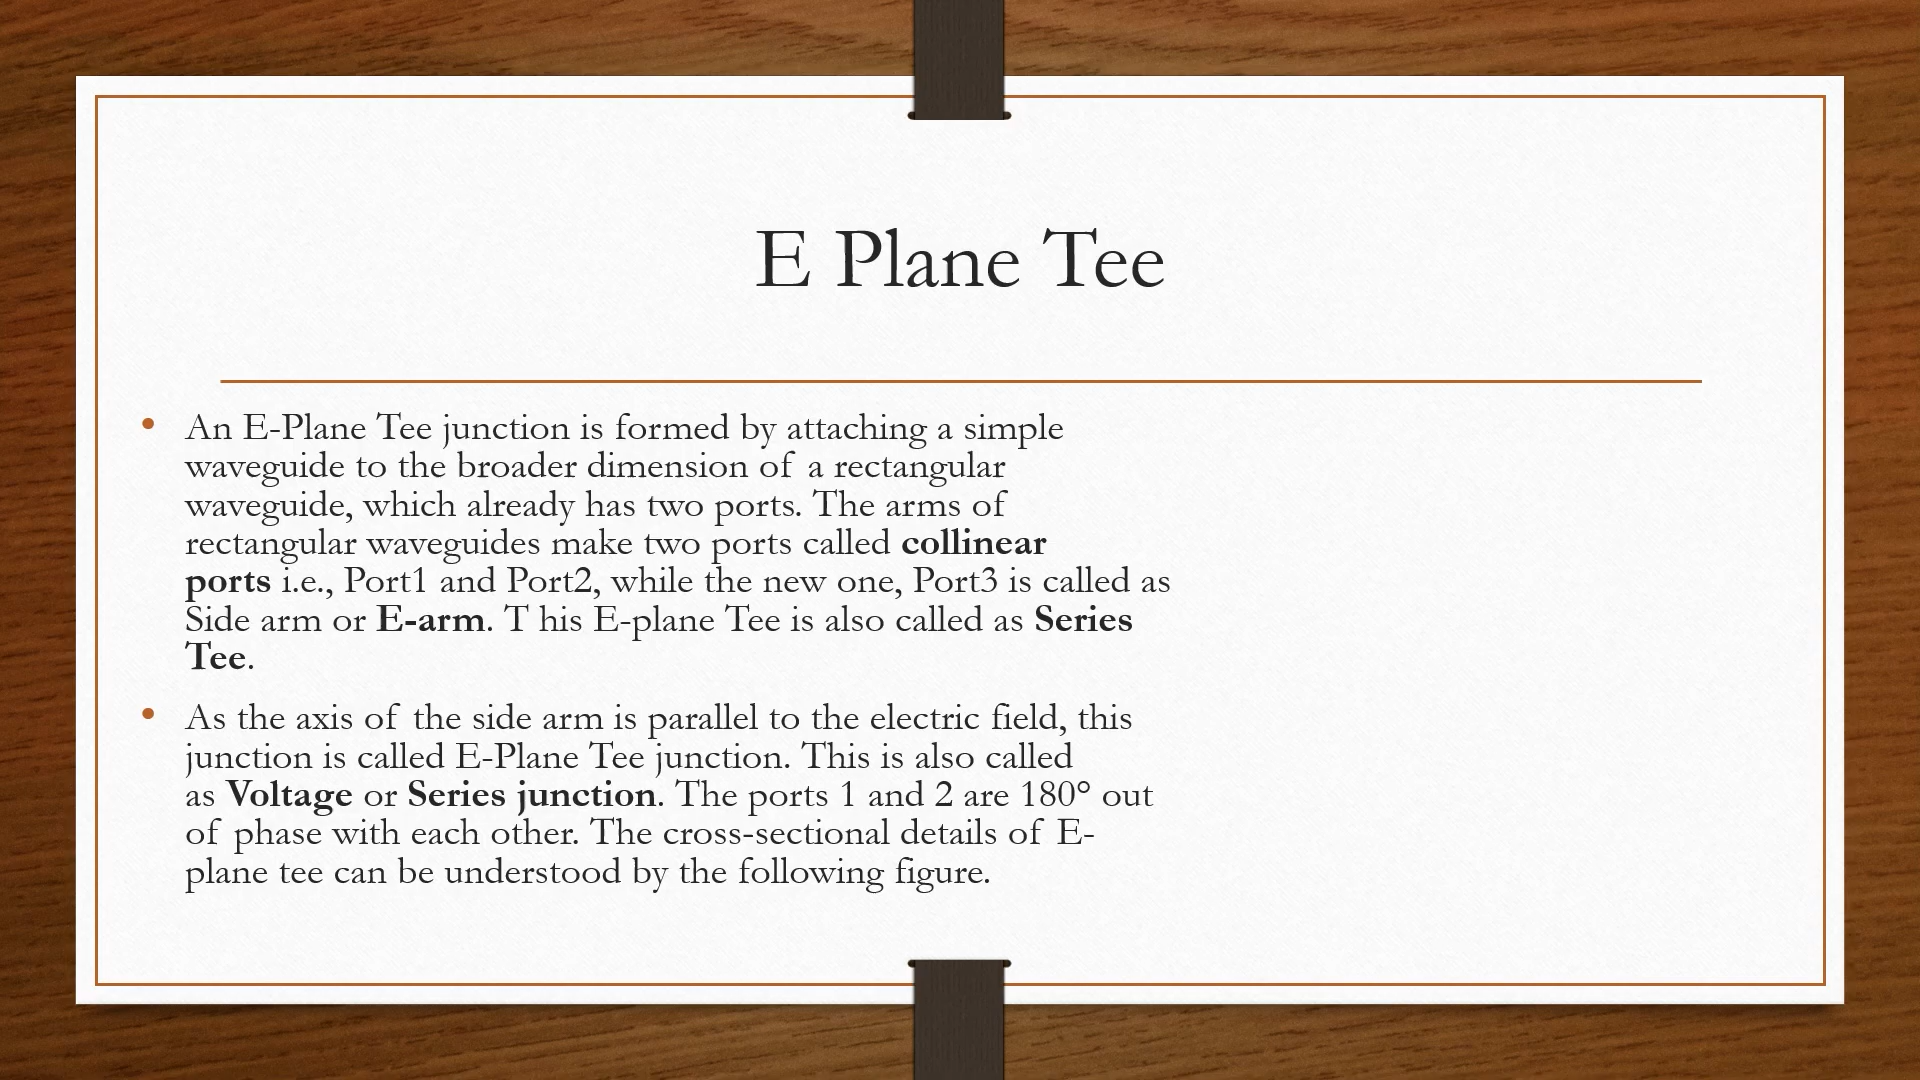 E Plane Tee
• An E-Plane Tee junction is formed by attaching a simple
waveguide to the broader dimension of a rectangular
waveguide, which already has two ports. The arms of
rectangular waveguides make two ports called collinear
ports i.e., Port1 and Port2, while the new one, Port3 is called as
Side arm or E-arm. T his E-plane Tee is also called as Series
Tee.
• As the axis of the side arm is parallel to the electric field, this
junction is called E-Plane Tee junction. This is also called
as Voltage or Series junction. The ports 1 and 2 are 180° out
of phase with each other. The cross-sectional details of E-
plane tee can be understood by the following figure.